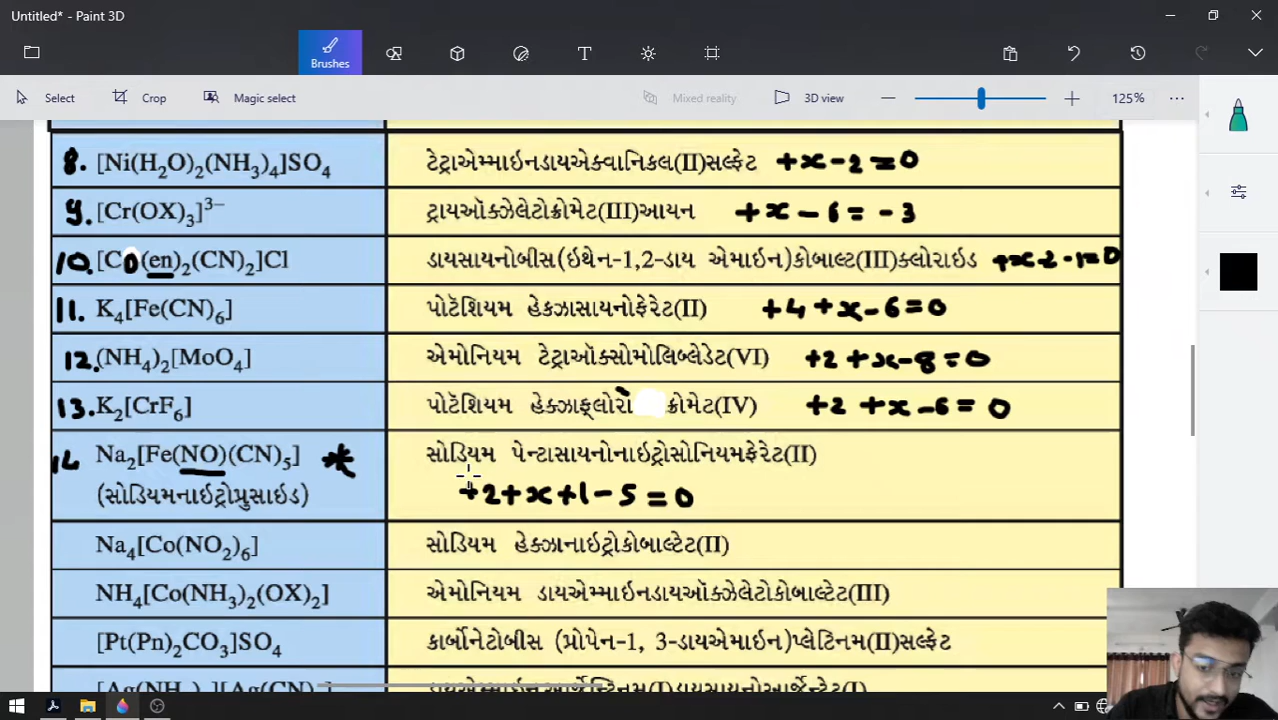 Untitled* - Paint 3D
Brushes
Select
Crop
Magic select
Mixed reality
3D view
125%
8. [Ni(H₂O)₂(NH₃)₄]SO₄ ટેટ્રાએમ્માઇનડાયએક્વાનિકલ(II)સલ્ફેટ +x-2=0
9. [Cr(OX)₃]³⁻ ટ્રાયઑક્ઝેલેટોક્રોમેટ(III)આયન +x-6=-3
10. [CO(en)₂(CN)₂]Cl ડાયસાયનોબીસ(ઇથેન-1,2-ડાય એમાઇન)કોબાલ્ટ(III)ક્લોરાઇડ +x-2-1=0
11. K₄[Fe(CN)₆] પોટૅશિયમ હેક્ઝાસાયનોફેરેટ(II) +4+x-6=0
12. (NH₄)₂[MoO₄] એમોનિયમ ટેટ્રાઑક્સોમોલિબ્લેડેટ(VI) +2+x-8=0
13. K₂[CrF₆] પોટૅશિયમ હેક્ઝાફ્લોરો ક્રોમેટ(IV) +2+x-6=0
14 Na₂[Fe(NO)(CN)₅] * સોડિયમ પેન્ટાસાયનોનાઇટ્રોસોનિયમફેરેટ(II)
(સોડિયમનાઇટ્રોપ્રુસાઇડ) +2+x+1-5=0
Na₄[Co(NO₂)₆] સોડિયમ હેક્ઝાનાઇટ્રોકોબાલ્ટેટ(II)
NH₄[Co(NH₃)₂(OX)₂] એમોનિયમ ડાયએમ્માઇનડાયઑક્ઝેલેટોકોબાલ્ટેટ(III)
[Pt(Pn)₂CO₃]SO₄ કાર્બોનેટોબીસ (પ્રોપેન-1, 3-ડાયએમાઇન)પ્લેટિનમ(II)સલ્ફેટ